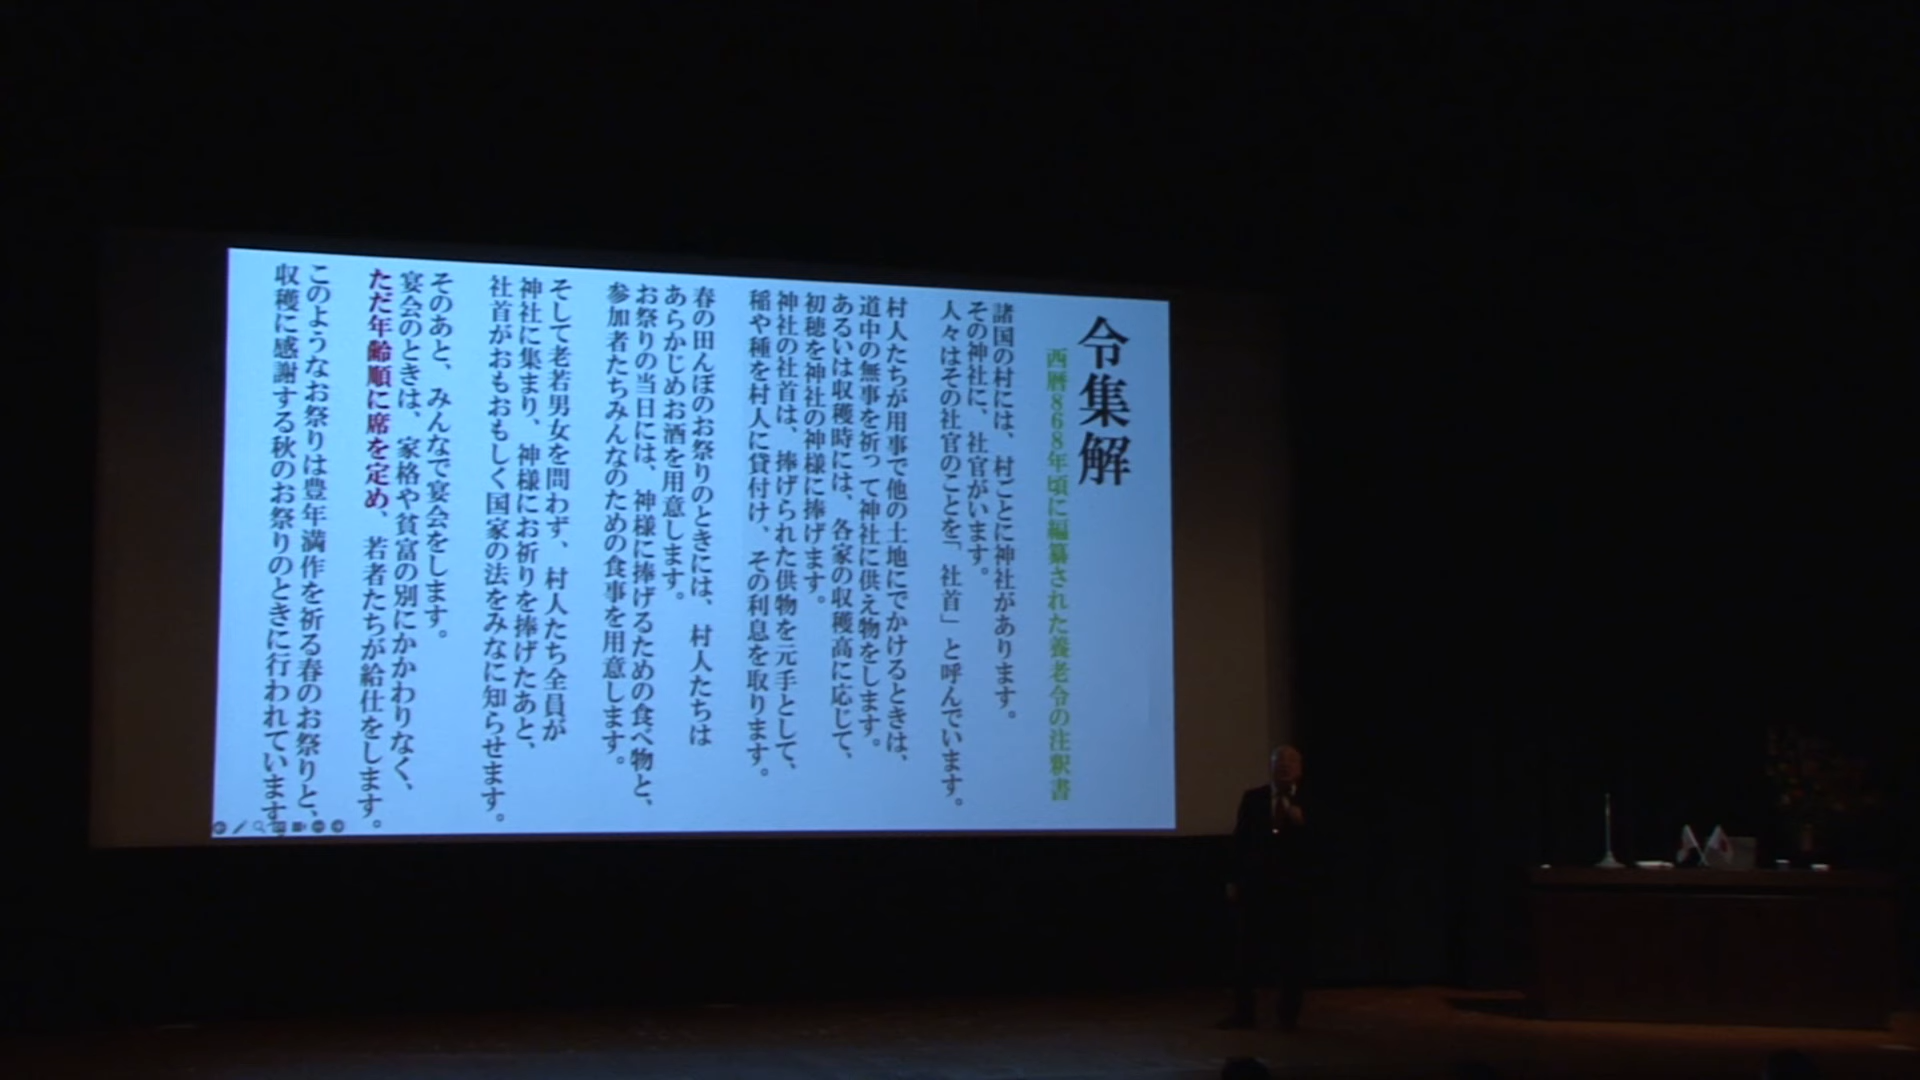 令集解
西暦868年頃に編纂された養老令の注釈書
諸国の村には、村ごとに神社があります。
その神社に、社官がいます。
人々はその社官のことを「社首」と呼んでいます。
村人たちが用事で他の土地にでかけるときは、
道中の無事を祈って神社に供え物をします。
あるいは収穫時には、各家の収穫高に応じて、
初穂を神社の神様に捧げます。
神社の社首は、捧げられた供物を元手として、
稲や種を村人に貸付け、その利息を取ります。
春の田んぼのお祭りのときには、村人たちは
あらかじめお酒を用意します。
お祭りの当日には、神様に捧げるための食べ物と、
参加者たちみんなのための食事を用意します。
そして老若男女を問わず、村人たち全員が
神社に集まり、神様にお祈りを捧げたあと、
社首がおもおもしく国家の法をみなに知らせます。
そのあと、みんなで宴会をします。
宴会のときは、家格や貧富の別にかかわりなく、
ただ年齢順に席を定め、若者たちが給仕をします。
このようなお祭りは豊年満作を祈る春のお祭りと、
収穫に感謝する秋のお祭りのときに行われています。